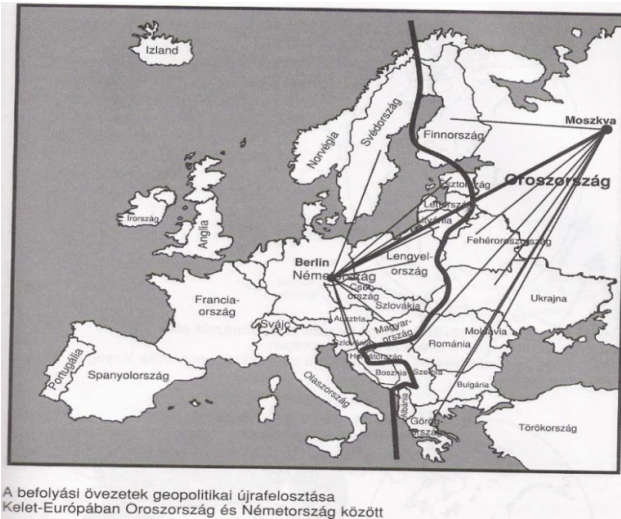 Izland
Norvégia
Svédország
Finnország
Moszkva
Oroszország
Észtország
Lettország
Litvánia
Írország
Anglia
Fehéroroszország
Berlin
Németország
Lengyel-
ország
Cseh-
ország
Szlovákia
Ukrajna
Francia-
ország
Svájc
Ausztria
Magyar-
ország
Moldávia
Románia
Szlovénia
Horvátország
Bosznia
Szerbia
Bulgária
Portugália
Spanyolország
Olaszország
Albánia
Görög-
ország
Törökország
A befolyási övezetek geopolitikai újrafelosztása
Kelet-Európában Oroszország és Németország között